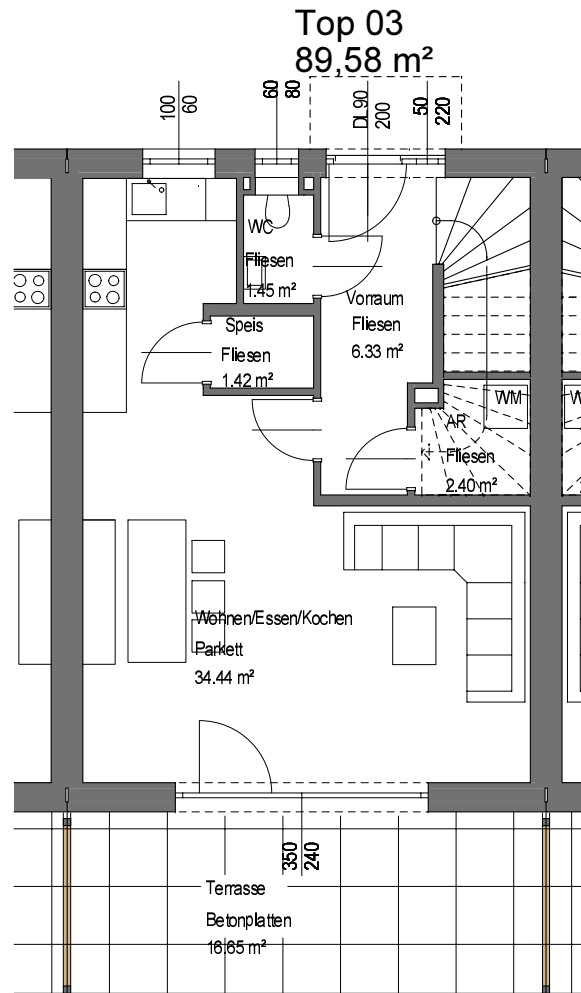 Top 03
89,58 m²
100
60
60
80
DL90
200
50
220
WC
Fliesen
1.45 m²
Vorraum
Fliesen
6.33 m²
Speis
Fliesen
1.42 m²
WM
W
AR
Fliesen
2.40 m²
Wohnen/Essen/Kochen
Parkett
34.44 m²
350
240
Terrasse
Betonplatten
16.65 m²